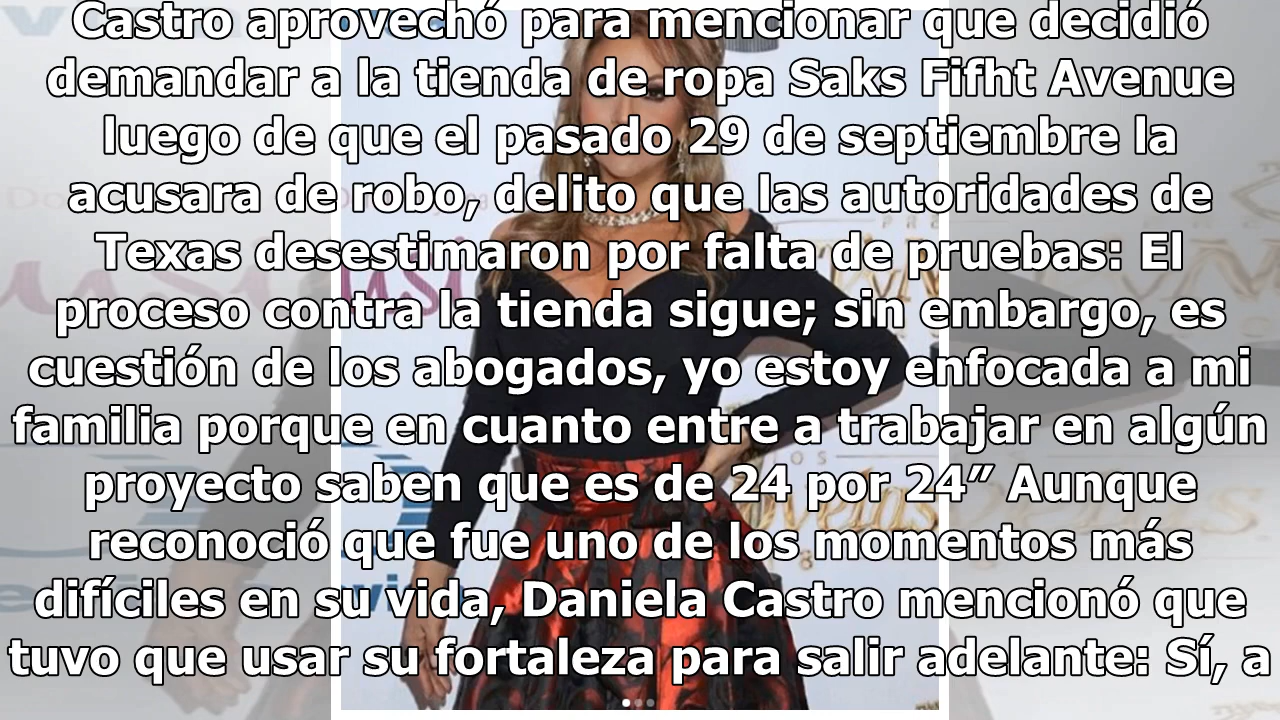 Castro aprovechó para mencionar que decidió
demandar a la tienda de ropa Saks Fifht Avenue
luego de que el pasado 29 de septiembre la
acusara de robo, delito que las autoridades de
Texas desestimaron por falta de pruebas: El
proceso contra la tienda sigue; sin embargo, es
cuestión de los abogados, yo estoy enfocada a mi
familia porque en cuanto entre a trabajar en algún
proyecto saben que es de 24 por 24″ Aunque
reconoció que fue uno de los momentos más
difíciles en su vida, Daniela Castro mencionó que
tuvo que usar su fortaleza para salir adelante: Sí, a